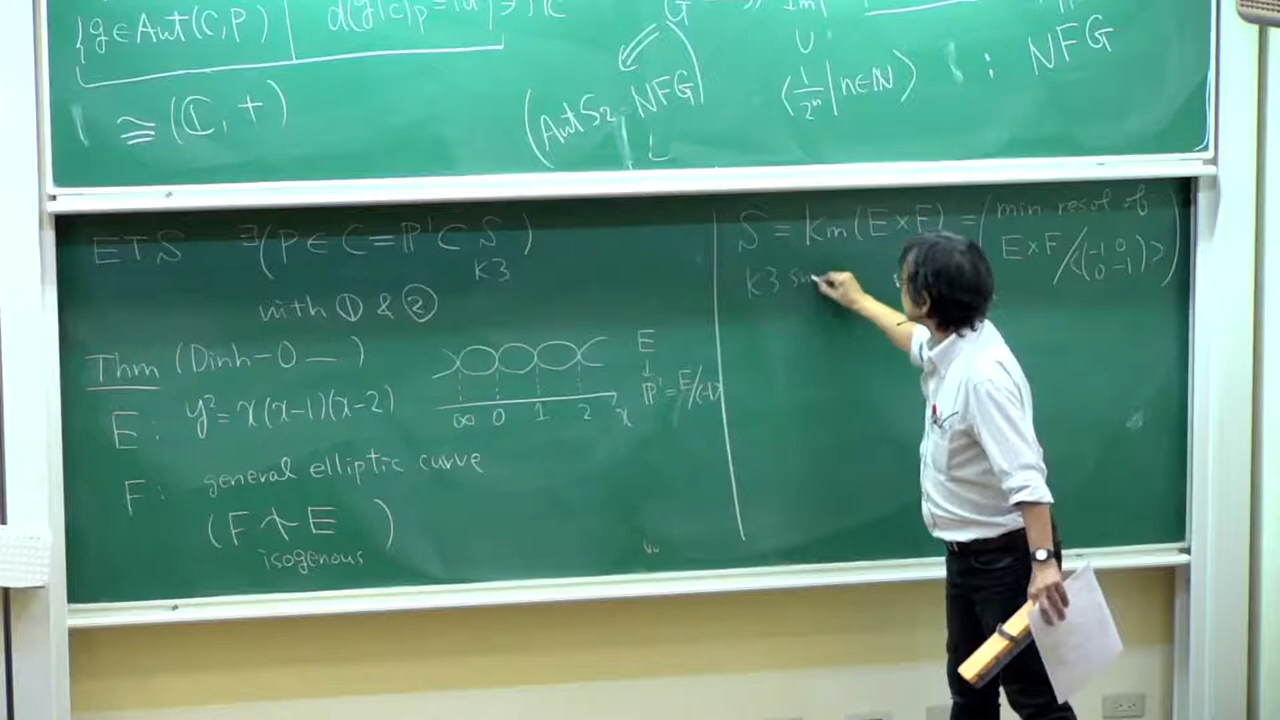 {g∈Aut(C,P) | d(g|C)_P = id}
≅ (ℂ, +)
G
(Aut S₂ : NFG)
∪
⟨1/2ⁿ | n∈ℕ⟩ : NFG
ETS ∃(P ∈ C = ℙ¹ ⊂ S)
K3
with ① & ②
Thm (Dinh-O—)
E: y² = x(x-1)(x-2)
∞ 0 1 2 x
E
↓
ℙ¹ = E/⟨-1⟩
F: general elliptic curve
(F ≁ E)
isogenous
S = Km(E×F) = (min resol of
E×F/⟨(-1 0
0 -1)⟩)
K3 su